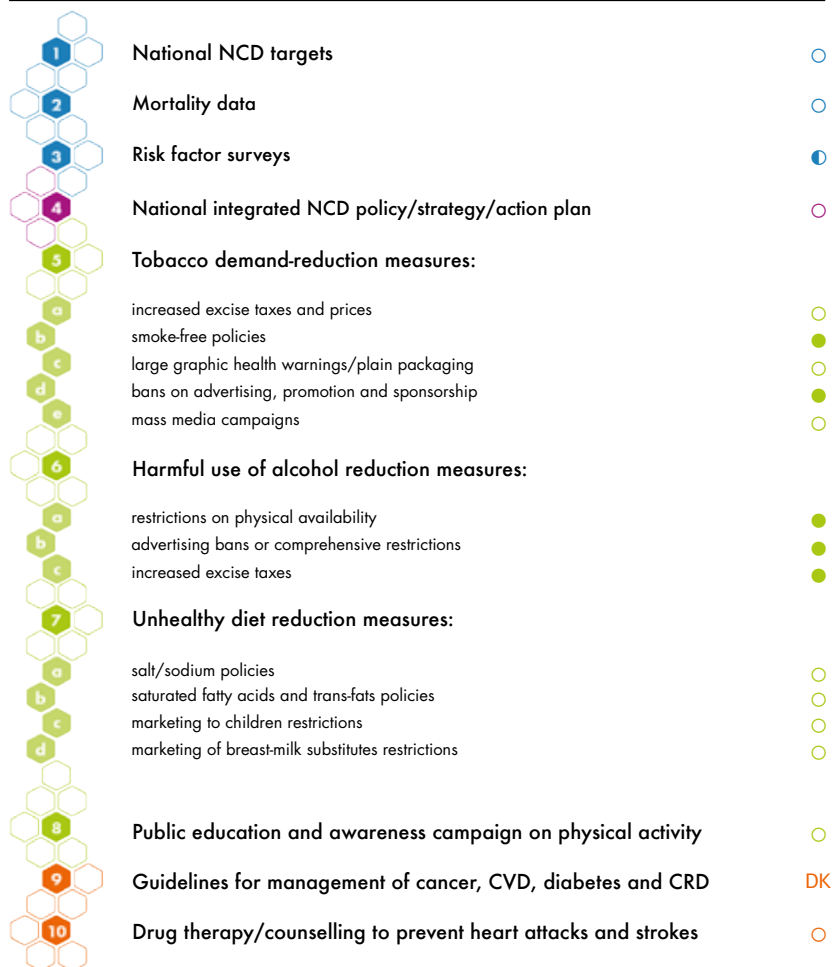 1 National NCD targets ○
2 Mortality data ○
3 Risk factor surveys ◐
4 National integrated NCD policy/strategy/action plan ○
5 Tobacco demand-reduction measures:
a increased excise taxes and prices ○
b smoke-free policies ●
c large graphic health warnings/plain packaging ○
d bans on advertising, promotion and sponsorship ●
e mass media campaigns ○
6 Harmful use of alcohol reduction measures:
a restrictions on physical availability ●
b advertising bans or comprehensive restrictions ●
c increased excise taxes ●
7 Unhealthy diet reduction measures:
a salt/sodium policies ○
b saturated fatty acids and trans-fats policies ○
c marketing to children restrictions ○
d marketing of breast-milk substitutes restrictions ○
8 Public education and awareness campaign on physical activity ○
9 Guidelines for management of cancer, CVD, diabetes and CRD DK
10 Drug therapy/counselling to prevent heart attacks and strokes ○